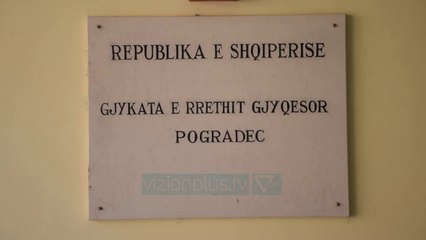 REPUBLIKA E SHQIPERISE
GJYKATA E RRETHIT GJYQESOR
POGRADEC
vizionplus.tv